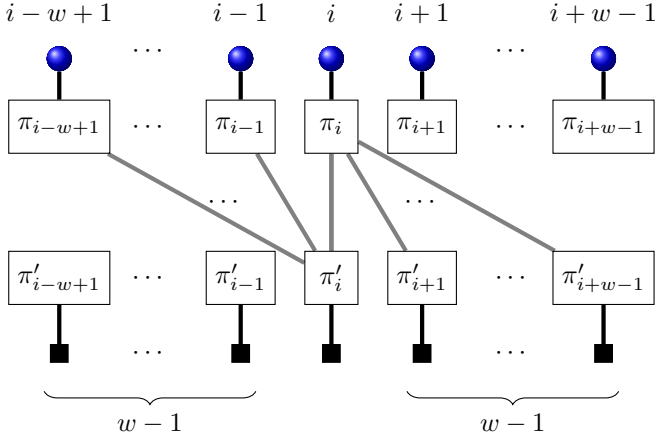 i − w + 1 ⋯ i − 1 i i + 1 ⋯ i + w − 1
π_{i−w+1} ⋯ π_{i−1} π_i π_{i+1} ⋯ π_{i+w−1}
⋯ ⋯
π′_{i−w+1} ⋯ π′_{i−1} π′_i π′_{i+1} ⋯ π′_{i+w−1}
⋯ ⋯
w − 1 w − 1